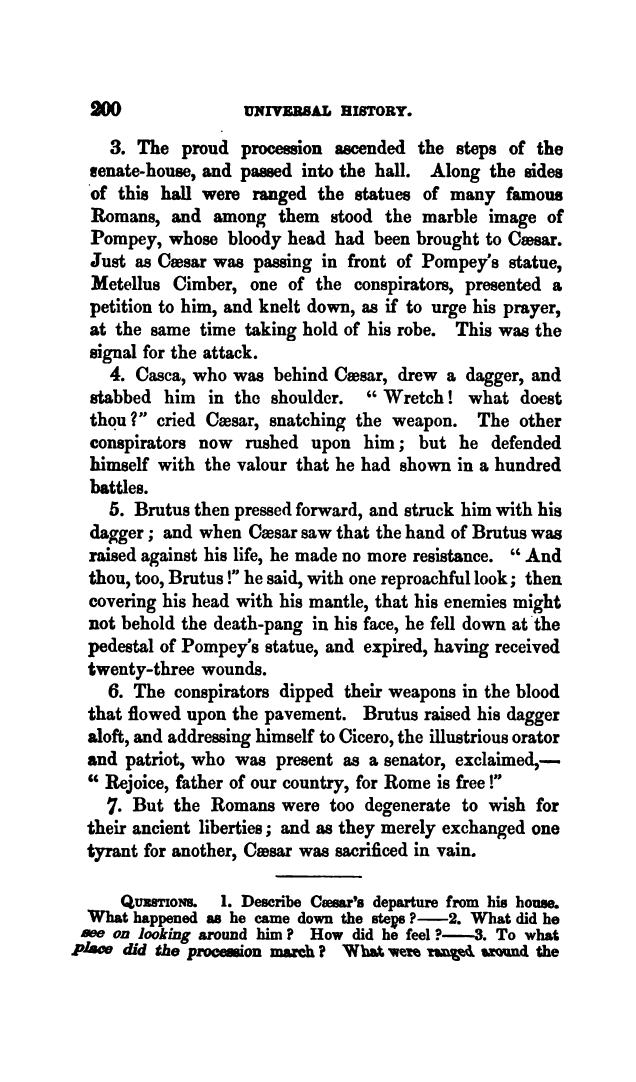 200 UNIVERSAL HISTORY.
3. The proud procession ascended the steps of the
senate-house, and passed into the hall. Along the sides
of this hall were ranged the statues of many famous
Romans, and among them stood the marble image of
Pompey, whose bloody head had been brought to Cæsar.
Just as Cæsar was passing in front of Pompey's statue,
Metellus Cimber, one of the conspirators, presented a
petition to him, and knelt down, as if to urge his prayer,
at the same time taking hold of his robe. This was the
signal for the attack.
4. Casca, who was behind Cæsar, drew a dagger, and
stabbed him in the shoulder. “Wretch! what doest
thou?” cried Cæsar, snatching the weapon. The other
conspirators now rushed upon him; but he defended
himself with the valour that he had shown in a hundred
battles.
5. Brutus then pressed forward, and struck him with his
dagger; and when Cæsar saw that the hand of Brutus was
raised against his life, he made no more resistance. “And
thou, too, Brutus!” he said, with one reproachful look; then
covering his head with his mantle, that his enemies might
not behold the death-pang in his face, he fell down at the
pedestal of Pompey's statue, and expired, having received
twenty-three wounds.
6. The conspirators dipped their weapons in the blood
that flowed upon the pavement. Brutus raised his dagger
aloft, and addressing himself to Cicero, the illustrious orator
and patriot, who was present as a senator, exclaimed,—
“Rejoice, father of our country, for Rome is free!”
7. But the Romans were too degenerate to wish for
their ancient liberties; and as they merely exchanged one
tyrant for another, Cæsar was sacrificed in vain.
QUESTIONS. 1. Describe Cæsar's departure from his house.
What happened as he came down the steps?——2. What did he
see on looking around him? How did he feel?——3. To what
place did the procession march? What were ranged around the